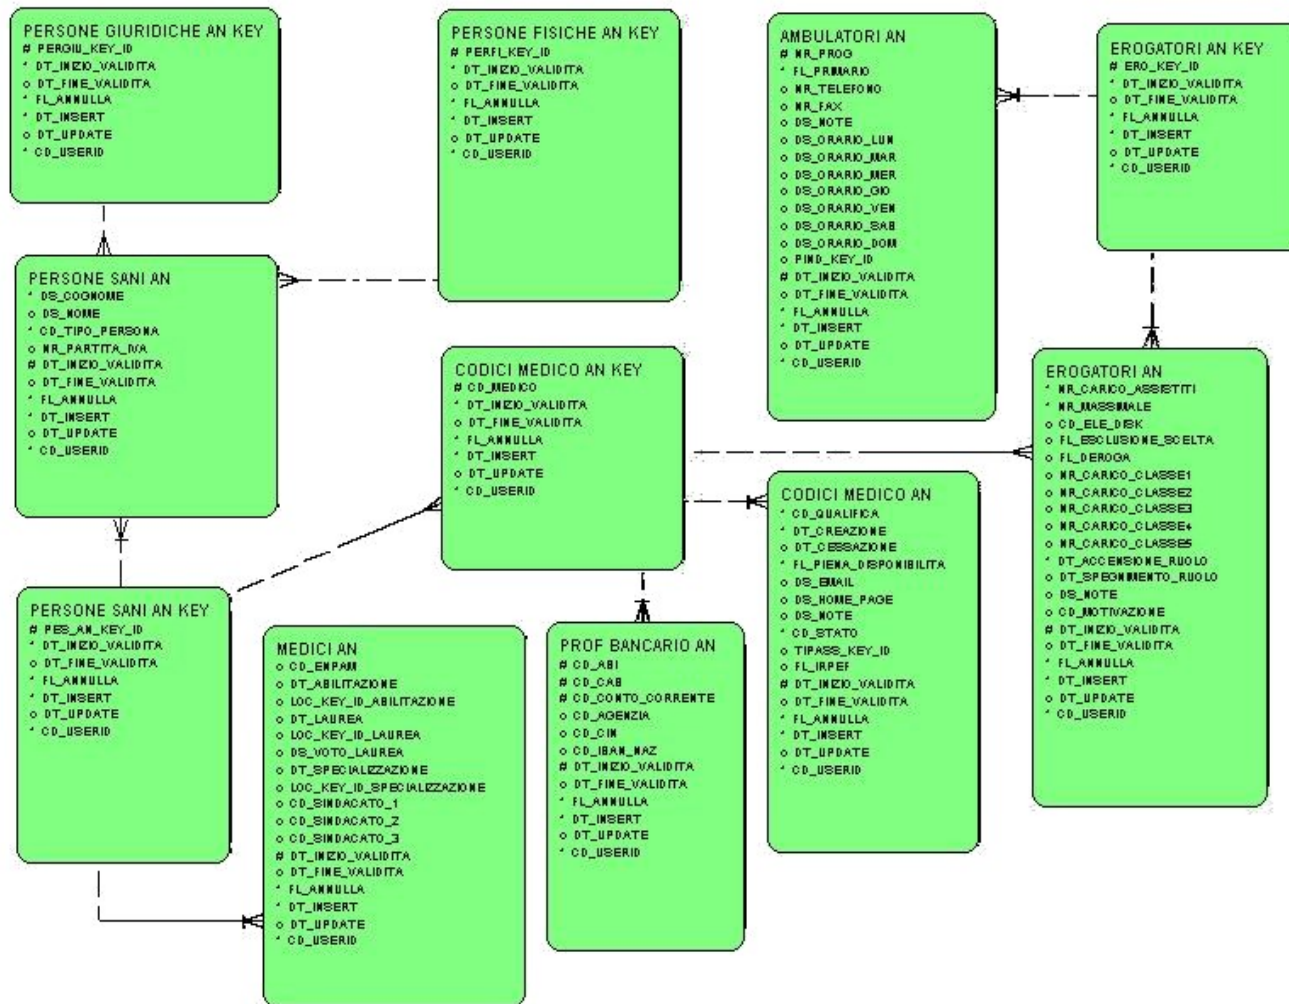 PERSONE GIURIDICHE AN KEY
# PERGIU_KEY_ID
* DT_INIZIO_VALIDITA
o DT_FINE_VALIDITA
* FL_ANNULLA
* DT_INSERT
o DT_UPDATE
* CD_USERID
PERSONE FISICHE AN KEY
# PERFI_KEY_ID
* DT_INIZIO_VALIDITA
o DT_FINE_VALIDITA
* FL_ANNULLA
* DT_INSERT
o DT_UPDATE
* CD_USERID
AMBULATORI AN
# NR_PROG
* FL_PRIMARIO
o NR_TELEFONO
o NR_FAX
o DS_NOTE
o DS_ORARIO_LUN
o DS_ORARIO_MAR
o DS_ORARIO_MER
o DS_ORARIO_GIO
o DS_ORARIO_VEN
o DS_ORARIO_SAB
o DS_ORARIO_DOM
o PIND_KEY_ID
# DT_INIZIO_VALIDITA
o DT_FINE_VALIDITA
* FL_ANNULLA
* DT_INSERT
o DT_UPDATE
* CD_USERID
EROGATORI AN KEY
# ERO_KEY_ID
* DT_INIZIO_VALIDITA
o DT_FINE_VALIDITA
* FL_ANNULLA
* DT_INSERT
o DT_UPDATE
* CD_USERID
PERSONE SANI AN
* DS_COGNOME
o DS_NOME
* CD_TIPO_PERSONA
o NR_PARTITA_IVA
# DT_INIZIO_VALIDITA
o DT_FINE_VALIDITA
* FL_ANNULLA
* DT_INSERT
o DT_UPDATE
* CD_USERID
CODICI MEDICO AN KEY
# CD_MEDICO
* DT_INIZIO_VALIDITA
o DT_FINE_VALIDITA
* FL_ANNULLA
* DT_INSERT
o DT_UPDATE
* CD_USERID
EROGATORI AN
* NR_CARICO_ASSISTITI
* NR_MASSIMALE
o CD_ELE_DISK
o FL_ESCLUSIONE_SCELTA
o FL_DEROGA
o NR_CARICO_CLASSE1
o NR_CARICO_CLASSE2
o NR_CARICO_CLASSE3
o NR_CARICO_CLASSE4
o NR_CARICO_CLASSE5
* DT_ACCENSIONE_RUOLO
o DT_SPEGNIMENTO_RUOLO
o DS_NOTE
o CD_MOTIVAZIONE
# DT_INIZIO_VALIDITA
o DT_FINE_VALIDITA
* FL_ANNULLA
* DT_INSERT
o DT_UPDATE
* CD_USERID
CODICI MEDICO AN
* CD_QUALIFICA
* DT_CREAZIONE
o DT_CESSAZIONE
* FL_PIENA_DISPONIBILITA
o DS_EMAIL
o DS_HOME_PAGE
o DS_NOTE
* CD_STATO
o TIPASS_KEY_ID
o FL_IRPEF
# DT_INIZIO_VALIDITA
o DT_FINE_VALIDITA
* FL_ANNULLA
* DT_INSERT
o DT_UPDATE
* CD_USERID
PERSONE SANI AN KEY
# PES_AN_KEY_ID
* DT_INIZIO_VALIDITA
o DT_FINE_VALIDITA
* FL_ANNULLA
* DT_INSERT
o DT_UPDATE
* CD_USERID
MEDICI AN
o CD_ENPAM
o DT_ABILITAZIONE
o LOC_KEY_ID_ABILITAZIONE
o DT_LAUREA
o LOC_KEY_ID_LAUREA
o DS_VOTO_LAUREA
o DT_SPECIALIZZAZIONE
o LOC_KEY_ID_SPECIALIZZAZIONE
o CD_SINDACATO_1
o CD_SINDACATO_2
o CD_SINDACATO_3
# DT_INIZIO_VALIDITA
o DT_FINE_VALIDITA
* FL_ANNULLA
* DT_INSERT
o DT_UPDATE
* CD_USERID
PROF BANCARIO AN
# CD_ABI
# CD_CAB
# CD_CONTO_CORRENTE
o CD_AGENZIA
o CD_CIN
o CD_IBAN_NAZ
# DT_INIZIO_VALIDITA
o DT_FINE_VALIDITA
* FL_ANNULLA
* DT_INSERT
o DT_UPDATE
* CD_USERID